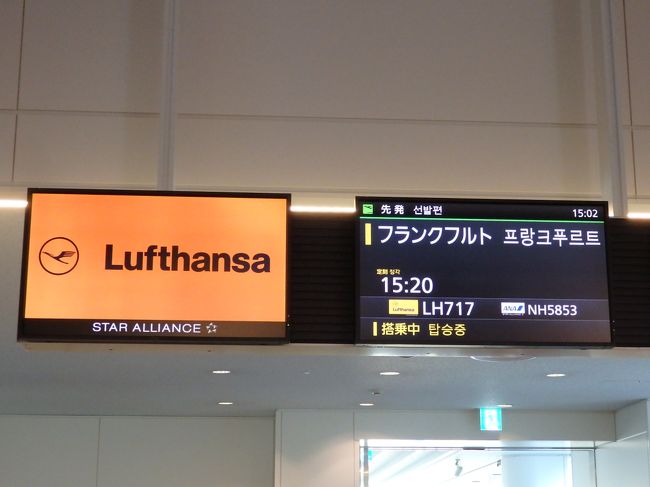 Lufthansa
STAR ALLIANCE
先発 선발편 15:02
フランクフルト 프랑크푸르트
定刻 정각
15:20
Lufthansa LH717 ANA NH5853
搭乗中 탑승중